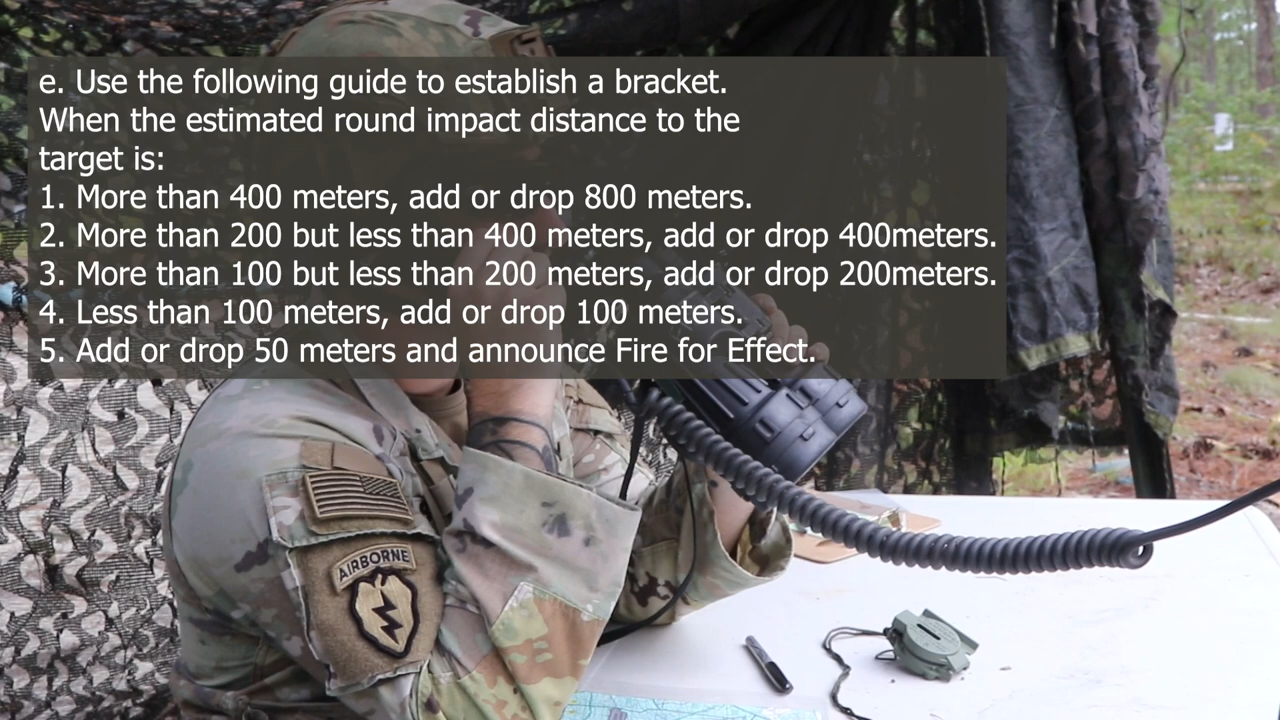 e. Use the following guide to establish a bracket.
When the estimated round impact distance to the
target is:
1. More than 400 meters, add or drop 800 meters.
2. More than 200 but less than 400 meters, add or drop 400meters.
3. More than 100 but less than 200 meters, add or drop 200meters.
4. Less than 100 meters, add or drop 100 meters.
5. Add or drop 50 meters and announce Fire for Effect.
AIRBORNE